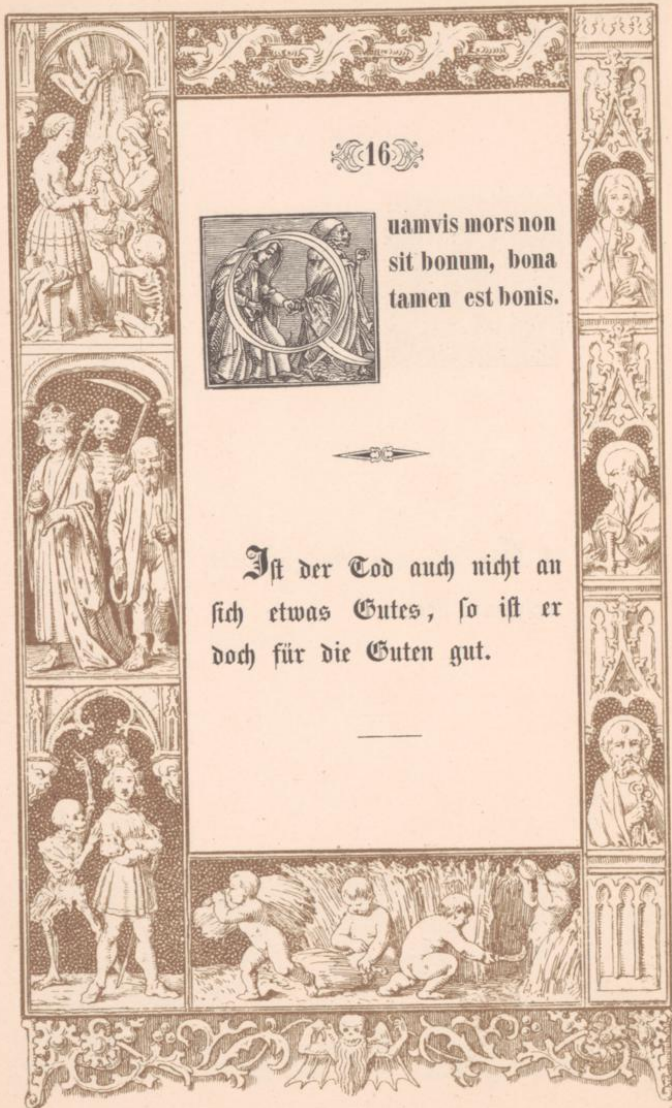 16
Quamvis mors non
sit bonum, bona
tamen est bonis.
Ist der Tod auch nicht an
sich etwas Gutes, so ist er
doch für die Guten gut.